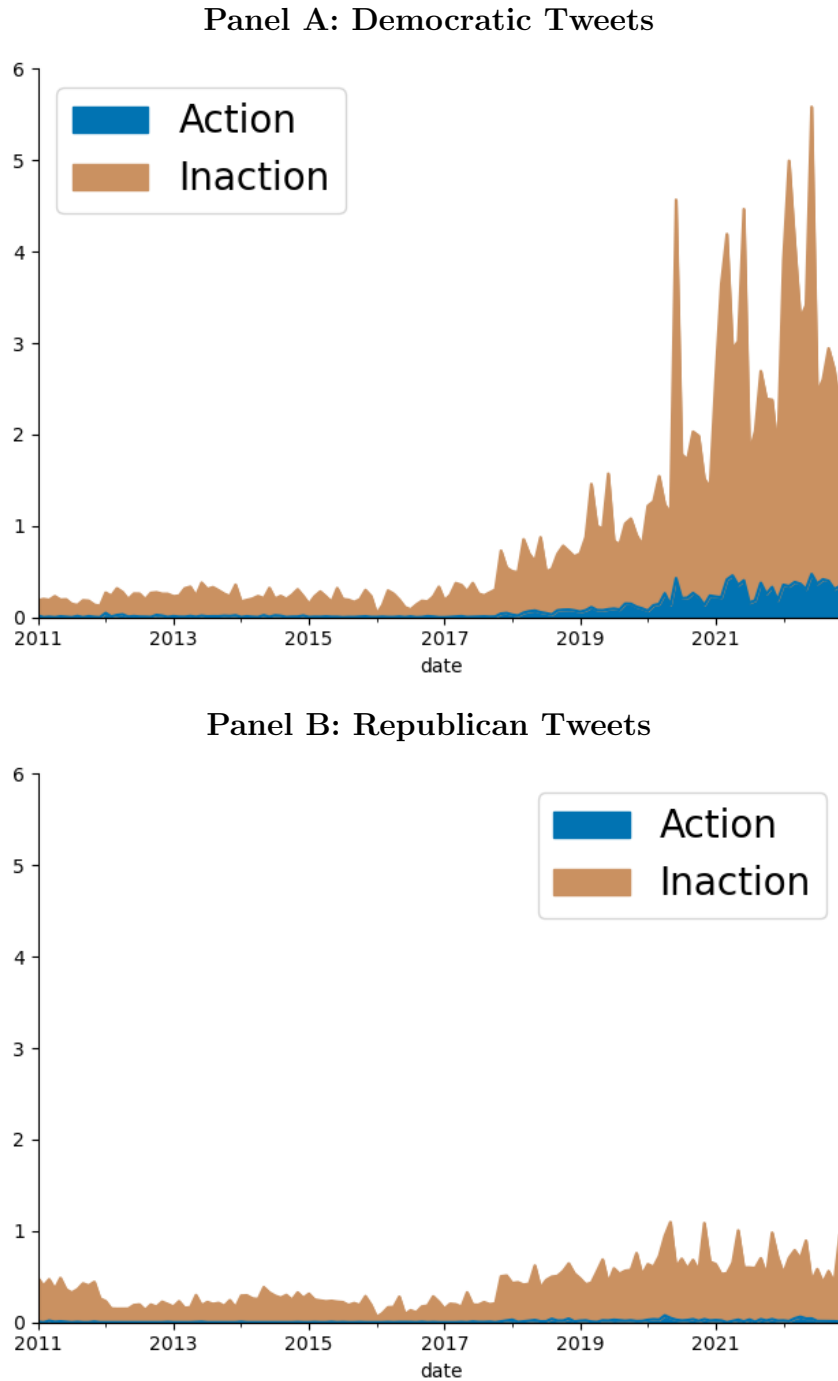 Panel A: Democratic Tweets
6
Action
5
Inaction
4
3
2
1
0
2011 2013 2015 2017 2019 2021
date
Panel B: Republican Tweets
6
Action
5
Inaction
4
3
2
1
0
2011 2013 2015 2017 2019 2021
date